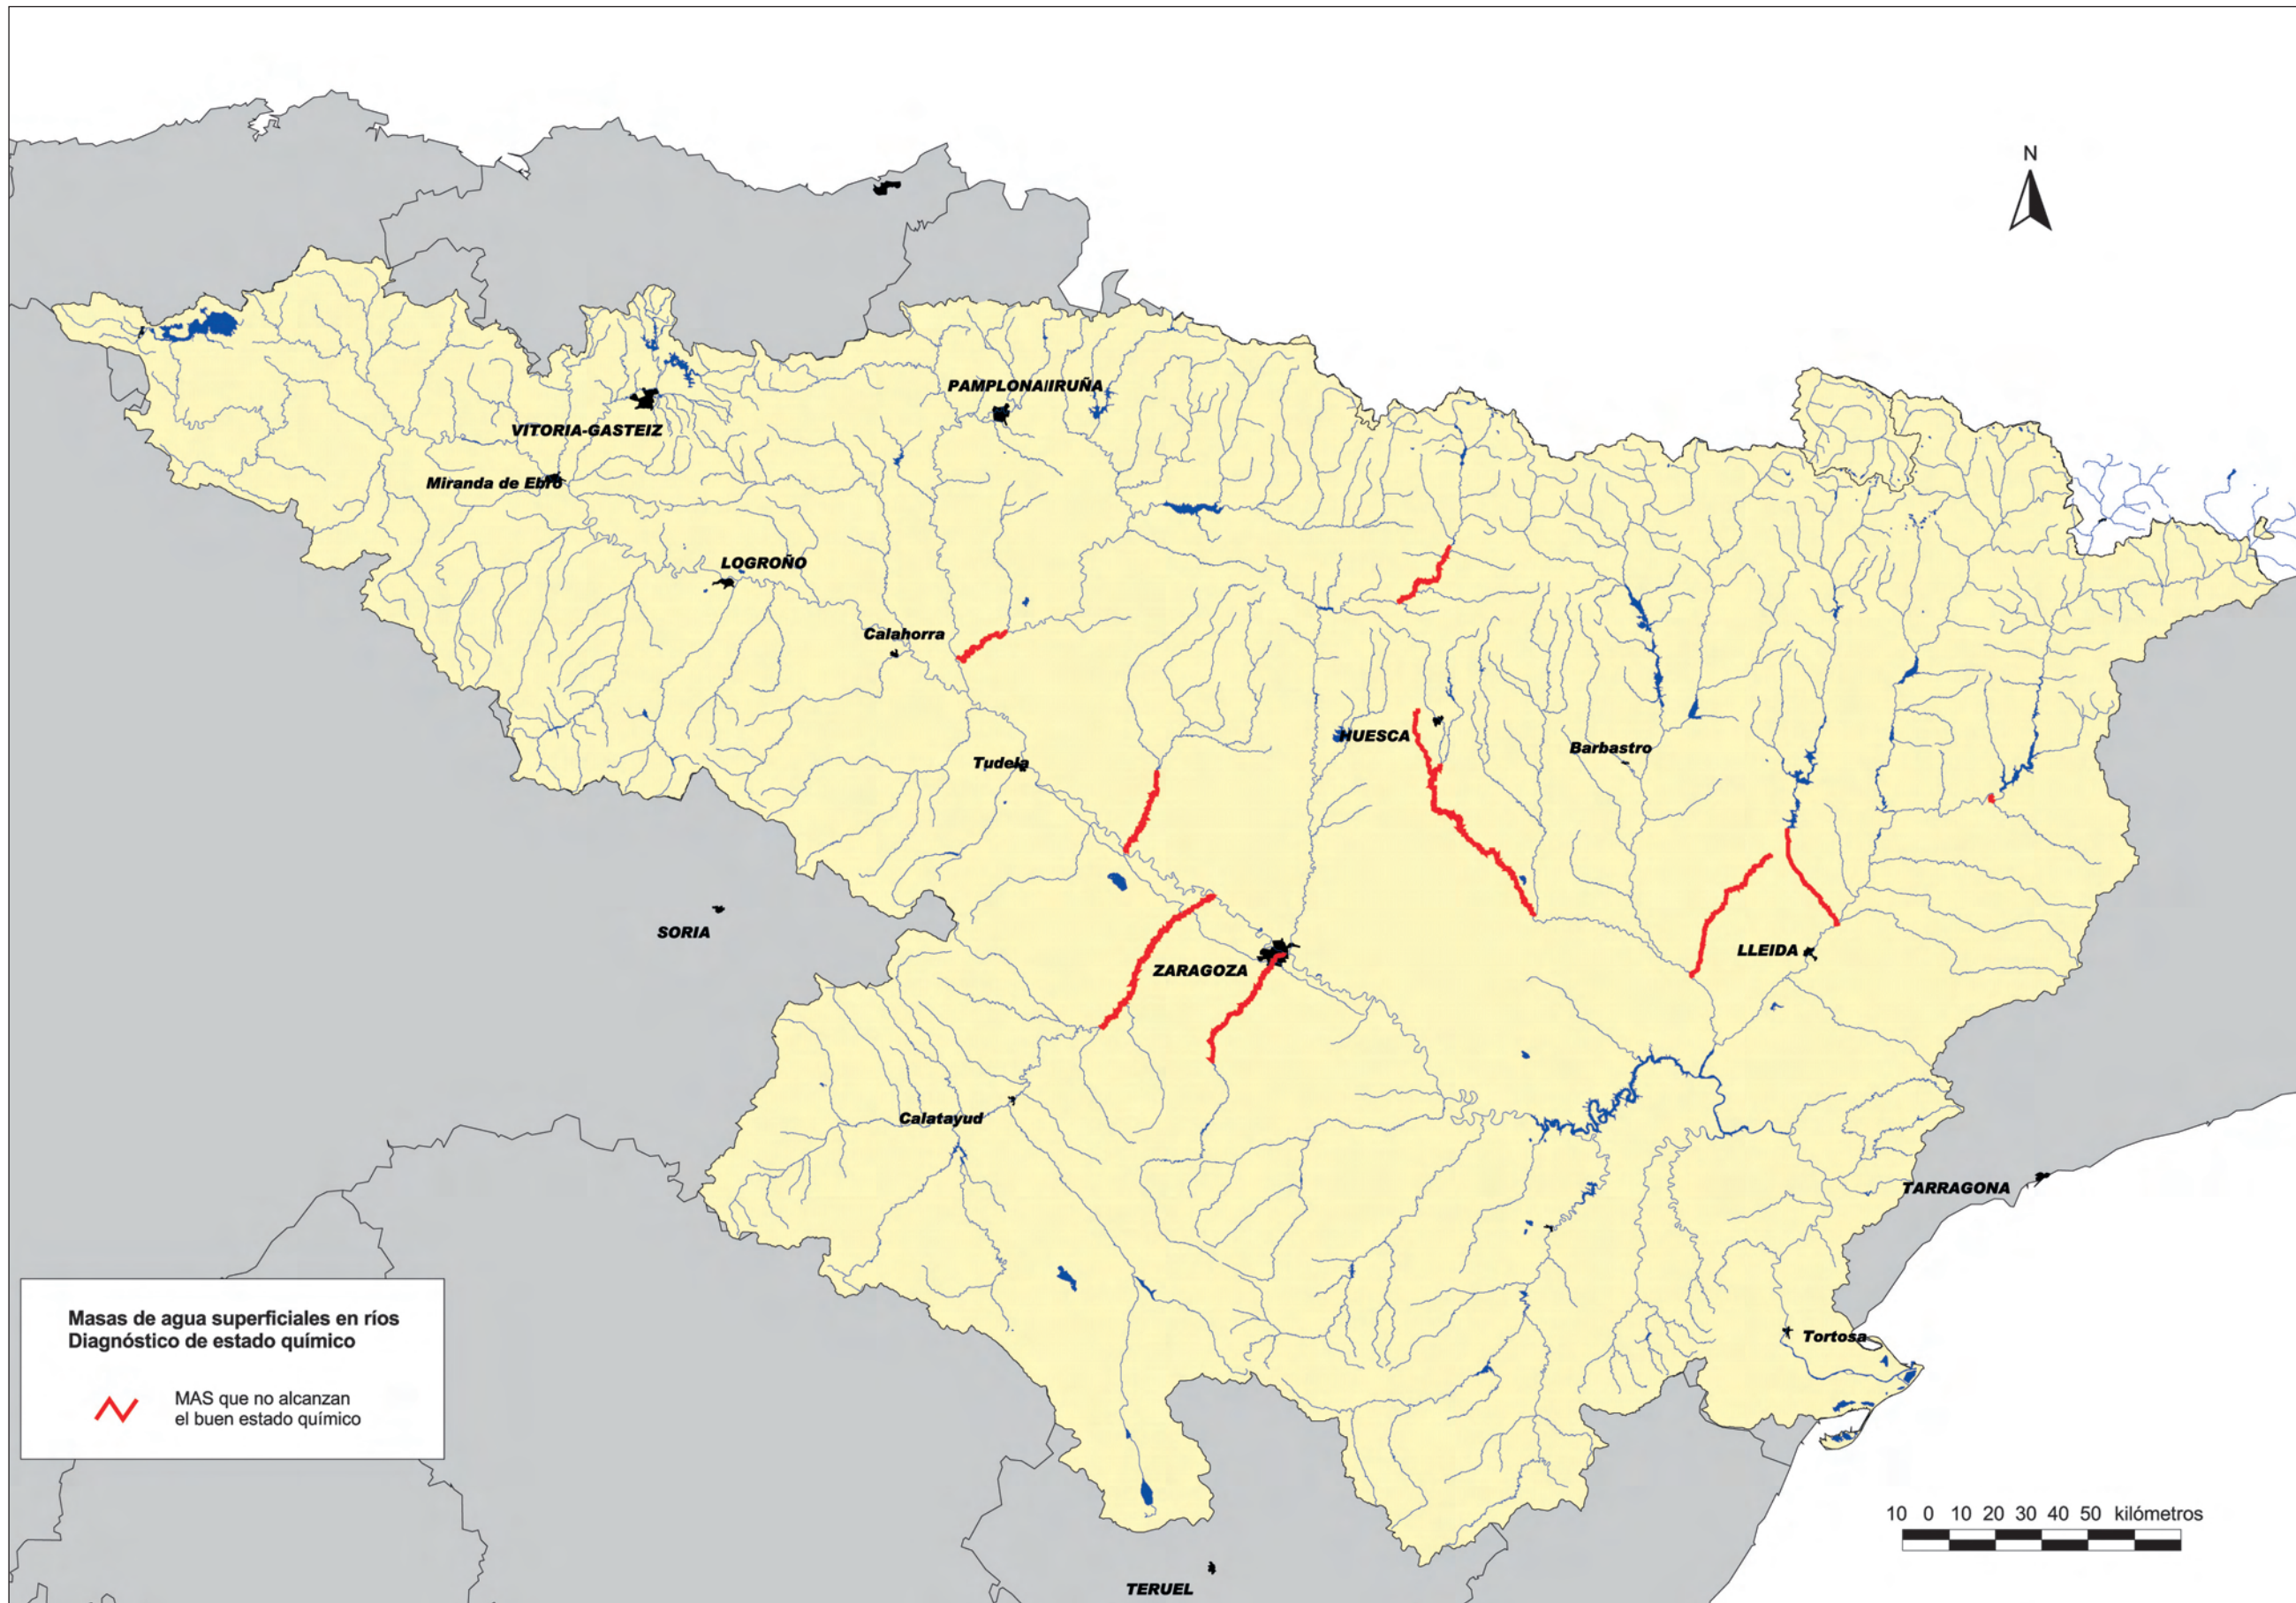 N
PAMPLONA/IRUÑA
VITORIA-GASTEIZ
Miranda de Ebro
LOGROÑO
Calahorra
HUESCA
Barbastro
Tudela
SORIA
LLEIDA
ZARAGOZA
Calatayud
TARRAGONA
Tortosa
TERUEL
Masas de agua superficiales en ríos
Diagnóstico de estado químico
MAS que no alcanzan
el buen estado químico
10 0 10 20 30 40 50 kilómetros